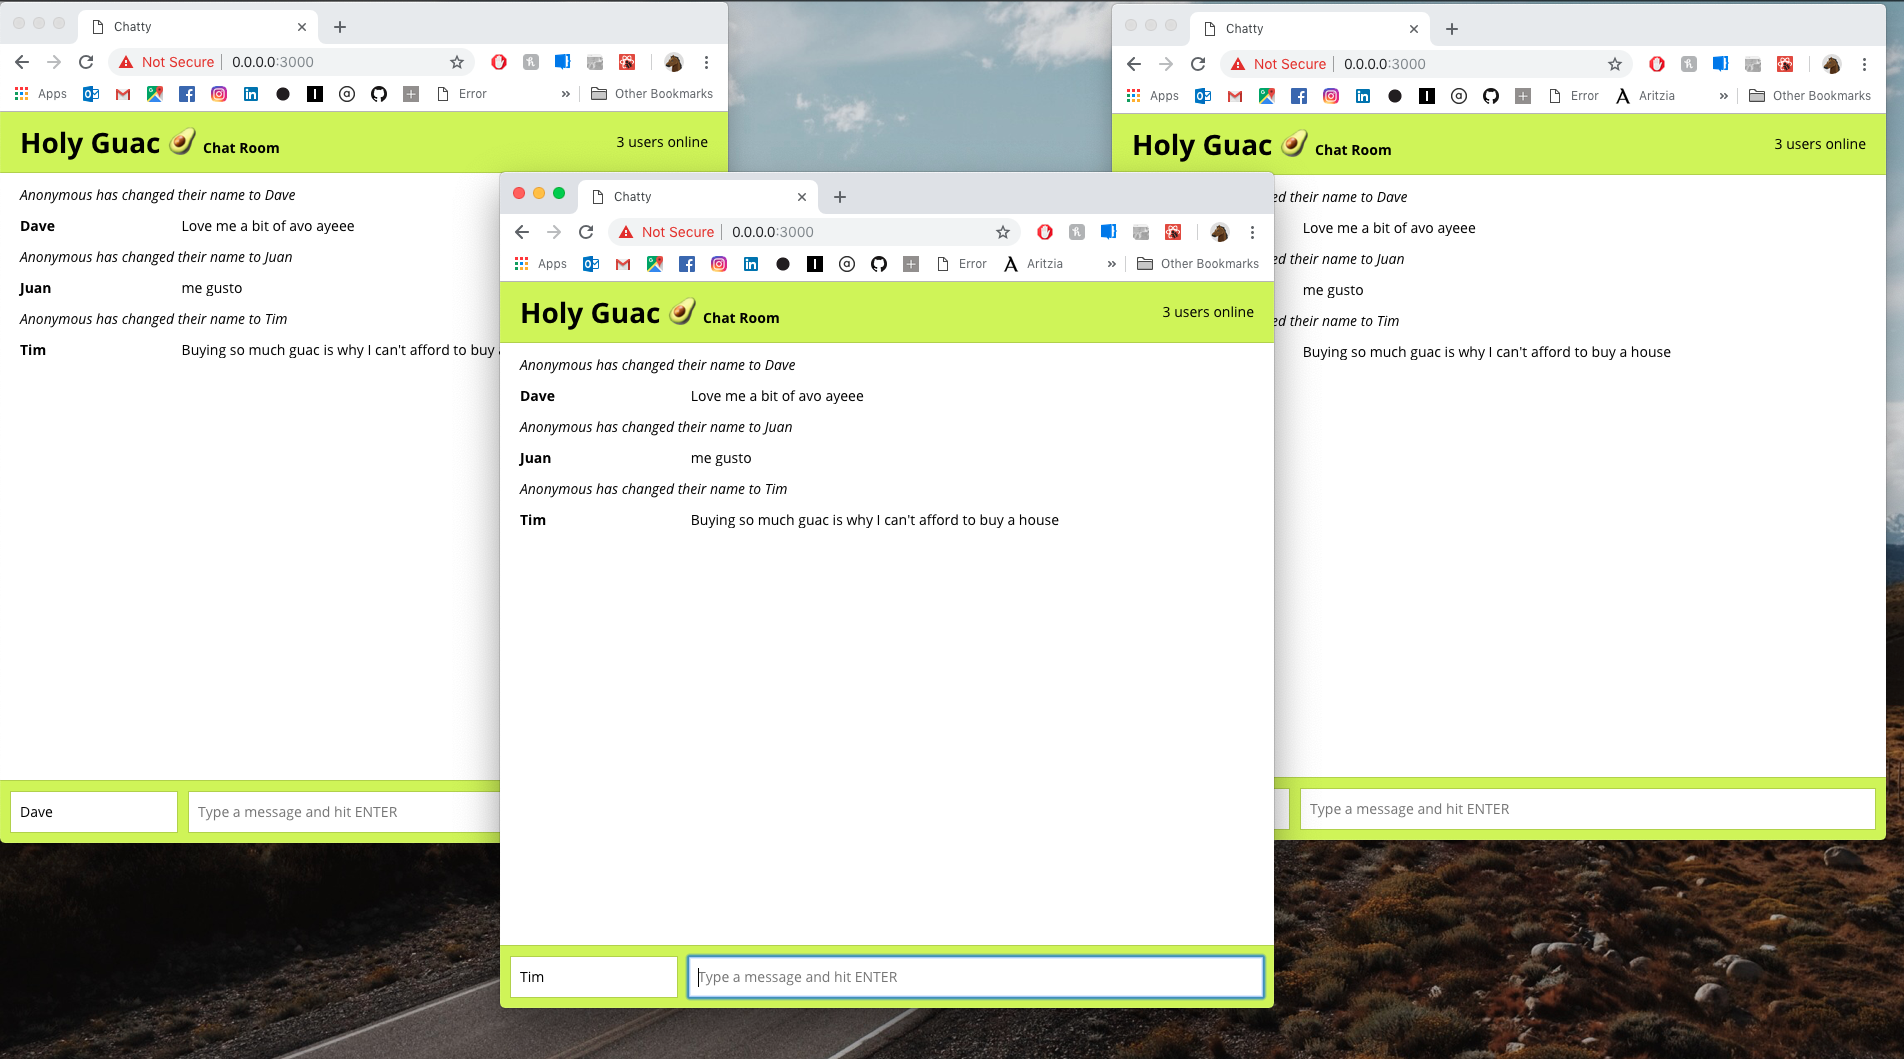 Chatty
Not Secure 0.0.0.0:3000
Apps Error » Other Bookmarks
Holy Guac 🥑 Chat Room 3 users online
Anonymous has changed their name to Dave
Dave Love me a bit of avo ayeee
Anonymous has changed their name to Juan
Juan me gusto
Anonymous has changed their name to Tim
Tim Buying so much guac is why I can't afford to buy
Dave Type a message and hit ENTER
Chatty
Not Secure 0.0.0.0:3000
Apps Error Aritzia » Other Bookmarks
Holy Guac 🥑 Chat Room 3 users online
Anonymous has changed their name to Dave
Dave Love me a bit of avo ayeee
Anonymous has changed their name to Juan
Juan me gusto
Anonymous has changed their name to Tim
Tim Buying so much guac is why I can't afford to buy a house
Tim Type a message and hit ENTER
Chatty
Not Secure 0.0.0.0:3000
Apps Error Aritzia » Other Bookmarks
Holy Guac 🥑 Chat Room 3 users online
ed their name to Dave
Love me a bit of avo ayeee
ed their name to Juan
me gusto
ed their name to Tim
Buying so much guac is why I can't afford to buy a house
Type a message and hit ENTER